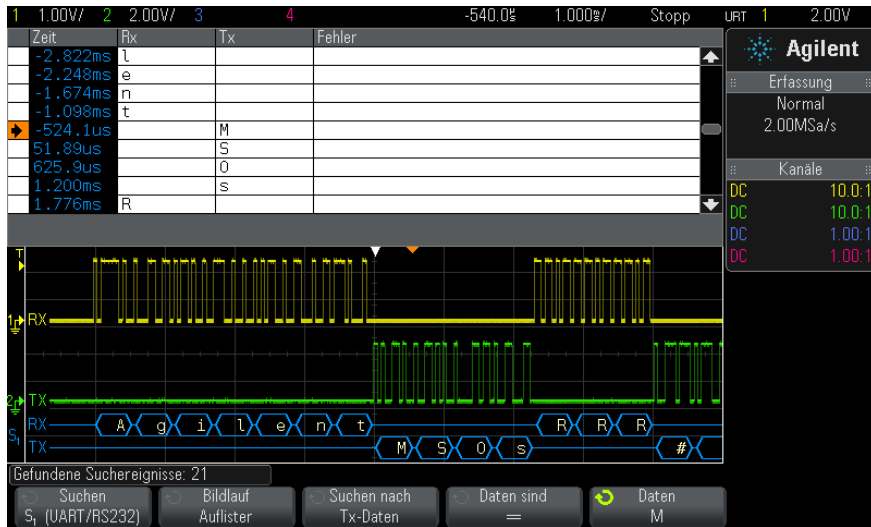 1 1.00V/ 2 2.00V/ 3 4 -540.0us 1.000ms/ Stopp URT 1 2.00V
Zeit Rx Tx Fehler
-2.822ms l
-2.248ms e
-1.674ms n
-1.098ms t
-524.1us M
51.89us S
625.9us O
1.200ms s
1.776ms R
Agilent
Erfassung
Normal
2.00MSa/s
Kanäle
DC 10.0:1
DC 10.0:1
DC 1.00:1
DC 1.00:1
T
1 RX
2 TX
S1 RX A g i l e n t R R R
TX M S O s #
Gefundene Suchereignisse: 21
Suchen
S1 (UART/RS232)
Bildlauf
Auflister
Suchen nach
Tx-Daten
Daten sind
=
Daten
M